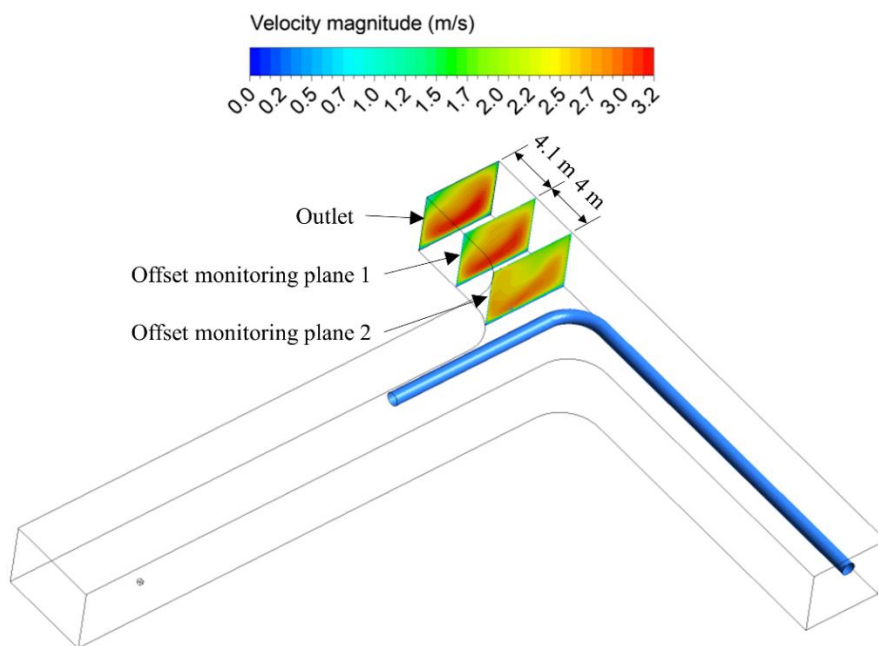 Velocity magnitude (m/s)
0.0 0.2 0.5 0.7 1.0 1.2 1.5 1.7 2.0 2.2 2.5 2.7 3.0 3.2
4.1 m 4 m
Outlet
Offset monitoring plane 1
Offset monitoring plane 2